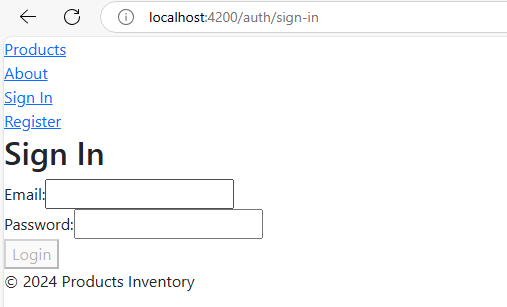 localhost:4200/auth/sign-in
Products
About
Sign In
Register
Sign In
Email:
Password:
Login
© 2024 Products Inventory